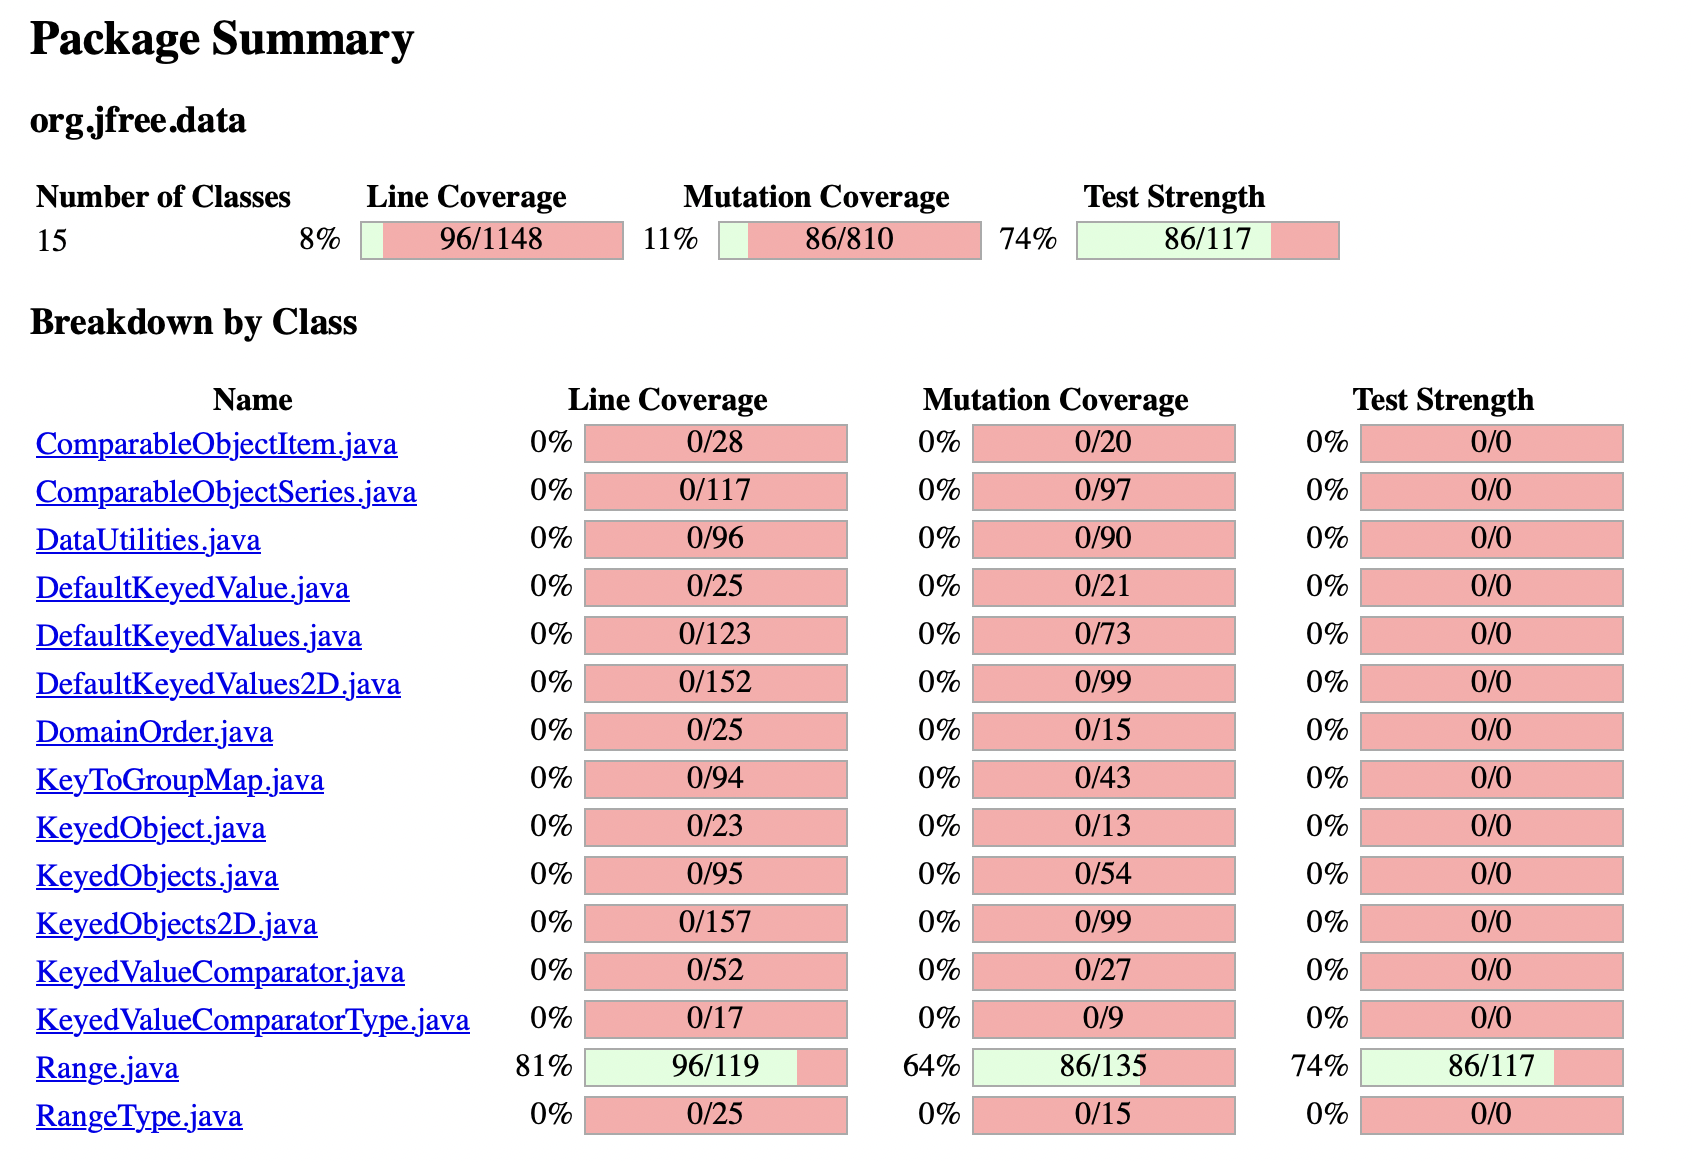 Package Summary
org.jfree.data
Number of Classes Line Coverage Mutation Coverage Test Strength
15 8% 96/1148 11% 86/810 74% 86/117
Breakdown by Class
Name Line Coverage Mutation Coverage Test Strength
ComparableObjectItem.java 0% 0/28 0% 0/20 0% 0/0
ComparableObjectSeries.java 0% 0/117 0% 0/97 0% 0/0
DataUtilities.java 0% 0/96 0% 0/90 0% 0/0
DefaultKeyedValue.java 0% 0/25 0% 0/21 0% 0/0
DefaultKeyedValues.java 0% 0/123 0% 0/73 0% 0/0
DefaultKeyedValues2D.java 0% 0/152 0% 0/99 0% 0/0
DomainOrder.java 0% 0/25 0% 0/15 0% 0/0
KeyToGroupMap.java 0% 0/94 0% 0/43 0% 0/0
KeyedObject.java 0% 0/23 0% 0/13 0% 0/0
KeyedObjects.java 0% 0/95 0% 0/54 0% 0/0
KeyedObjects2D.java 0% 0/157 0% 0/99 0% 0/0
KeyedValueComparator.java 0% 0/52 0% 0/27 0% 0/0
KeyedValueComparatorType.java 0% 0/17 0% 0/9 0% 0/0
Range.java 81% 96/119 64% 86/135 74% 86/117
RangeType.java 0% 0/25 0% 0/15 0% 0/0